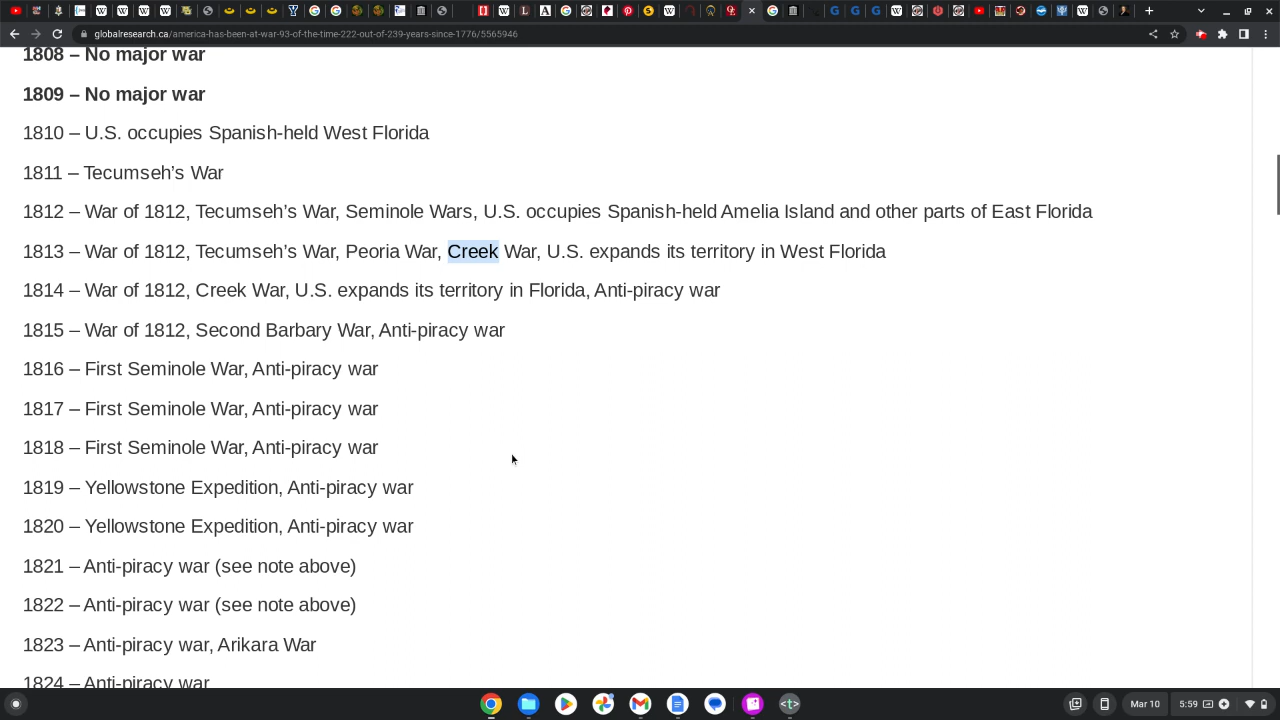 globalresearch.ca/america-has-been-at-war-93-of-the-time-222-out-of-239-years-since-1776/5565946
1808 – No major war
1809 – No major war
1810 – U.S. occupies Spanish-held West Florida
1811 – Tecumseh’s War
1812 – War of 1812, Tecumseh’s War, Seminole Wars, U.S. occupies Spanish-held Amelia Island and other parts of East Florida
1813 – War of 1812, Tecumseh’s War, Peoria War, Creek War, U.S. expands its territory in West Florida
1814 – War of 1812, Creek War, U.S. expands its territory in Florida, Anti-piracy war
1815 – War of 1812, Second Barbary War, Anti-piracy war
1816 – First Seminole War, Anti-piracy war
1817 – First Seminole War, Anti-piracy war
1818 – First Seminole War, Anti-piracy war
1819 – Yellowstone Expedition, Anti-piracy war
1820 – Yellowstone Expedition, Anti-piracy war
1821 – Anti-piracy war (see note above)
1822 – Anti-piracy war (see note above)
1823 – Anti-piracy war, Arikara War
1824 – Anti-piracy war
Mar 10
5:59